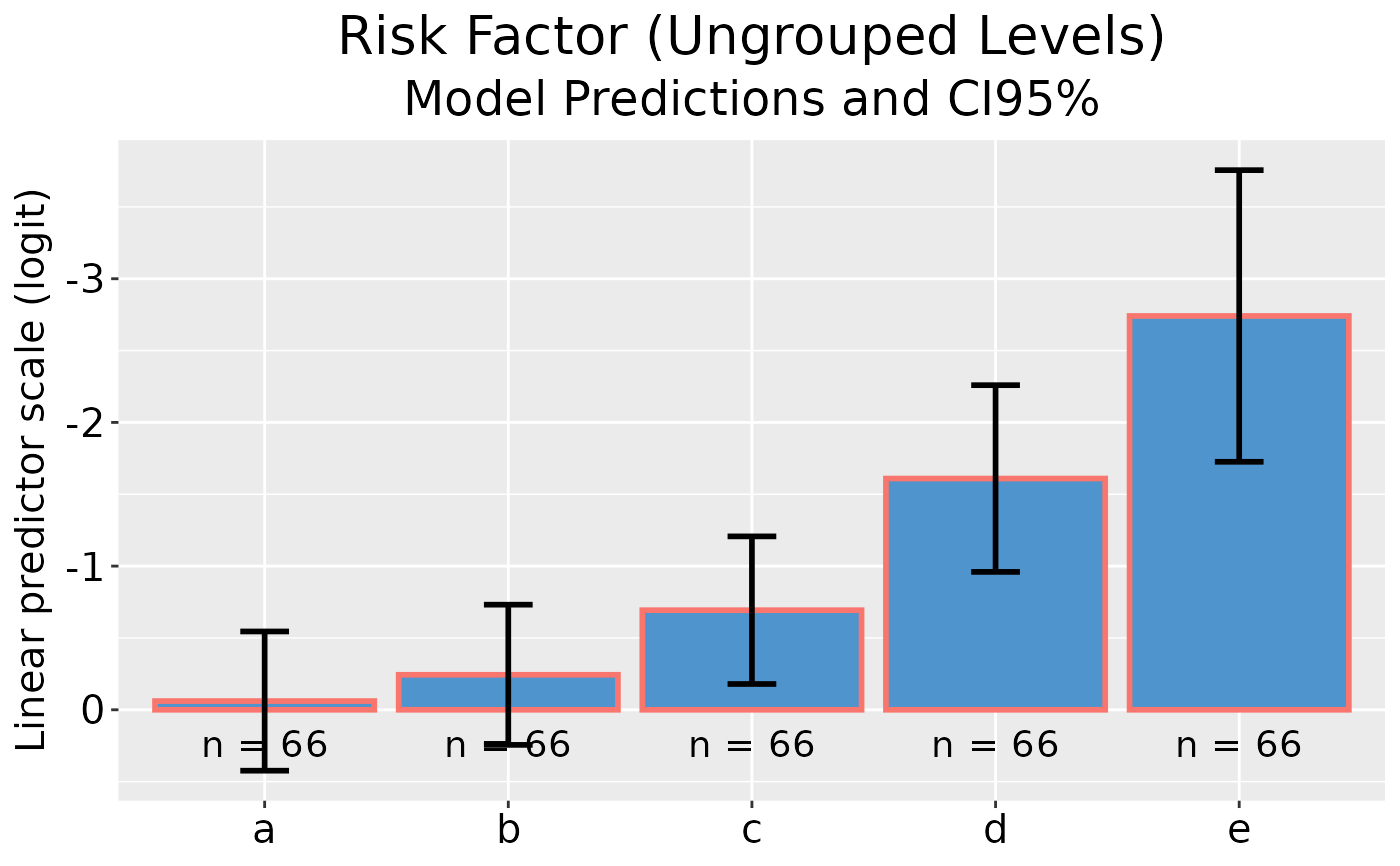 Risk Factor (Ungrouped Levels)
Model Predictions and CI95%
Linear predictor scale (logit)
-3
-2
-1
0
n = 66
n = 66
n = 66
n = 66
n = 66
a
b
c
d
e